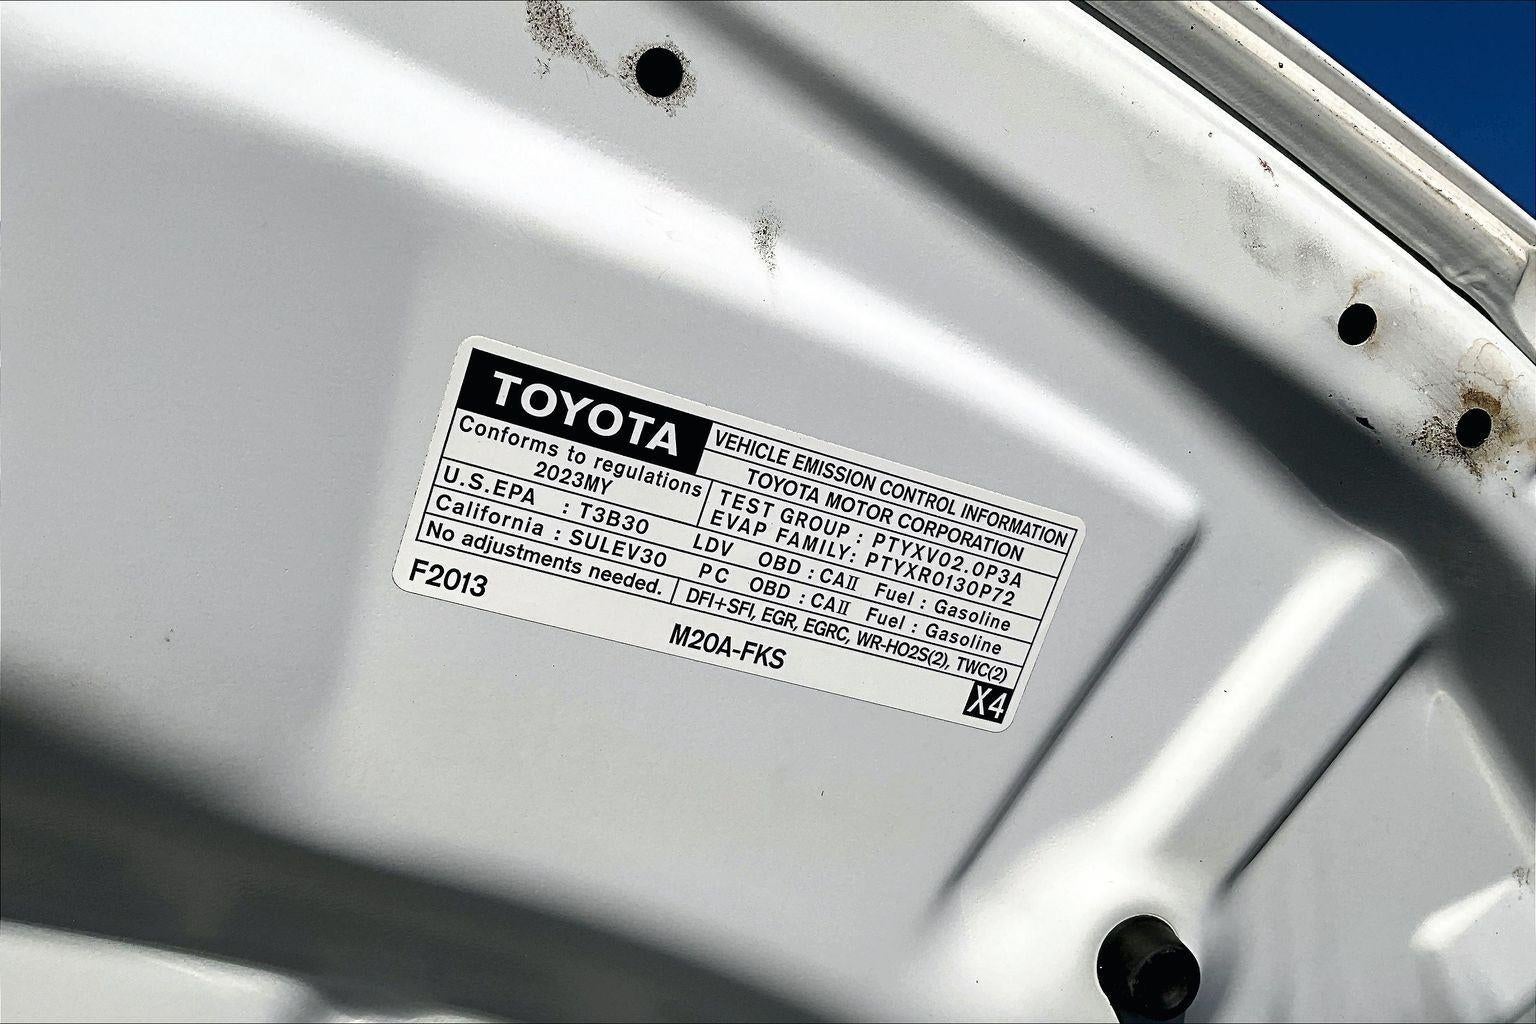 TOYOTA
VEHICLE EMISSION CONTROL INFORMATION
TOYOTA MOTOR CORPORATION
Conforms to regulations
2023MY
TEST GROUP : PTYXV02.0P3A
EVAP FAMILY: PTYXR0130P72
U.S.EPA : T3B30 LDV OBD : CAII Fuel : Gasoline
California : SULEV30 PC OBD : CAII Fuel : Gasoline
No adjustments needed. DFI+SFI, EGR, EGRC, WR-HO2S(2), TWC(2)
F2013
M20A-FKS
X4